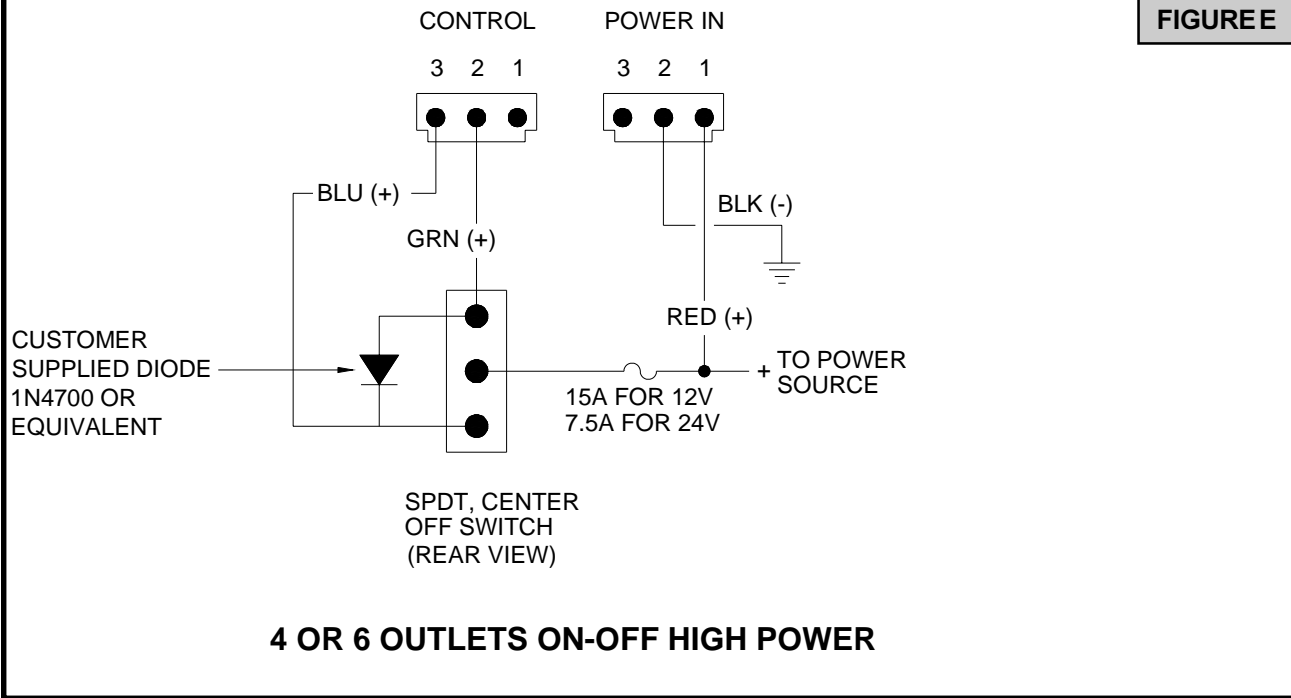 CONTROL
POWER IN
FIGURE E
3 2 1
3 2 1
BLU (+)
BLK (-)
GRN (+)
RED (+)
CUSTOMER
SUPPLIED DIODE
1N4700 OR
EQUIVALENT
+ TO POWER
SOURCE
15A FOR 12V
7.5A FOR 24V
SPDT, CENTER
OFF SWITCH
(REAR VIEW)
4 OR 6 OUTLETS ON-OFF HIGH POWER